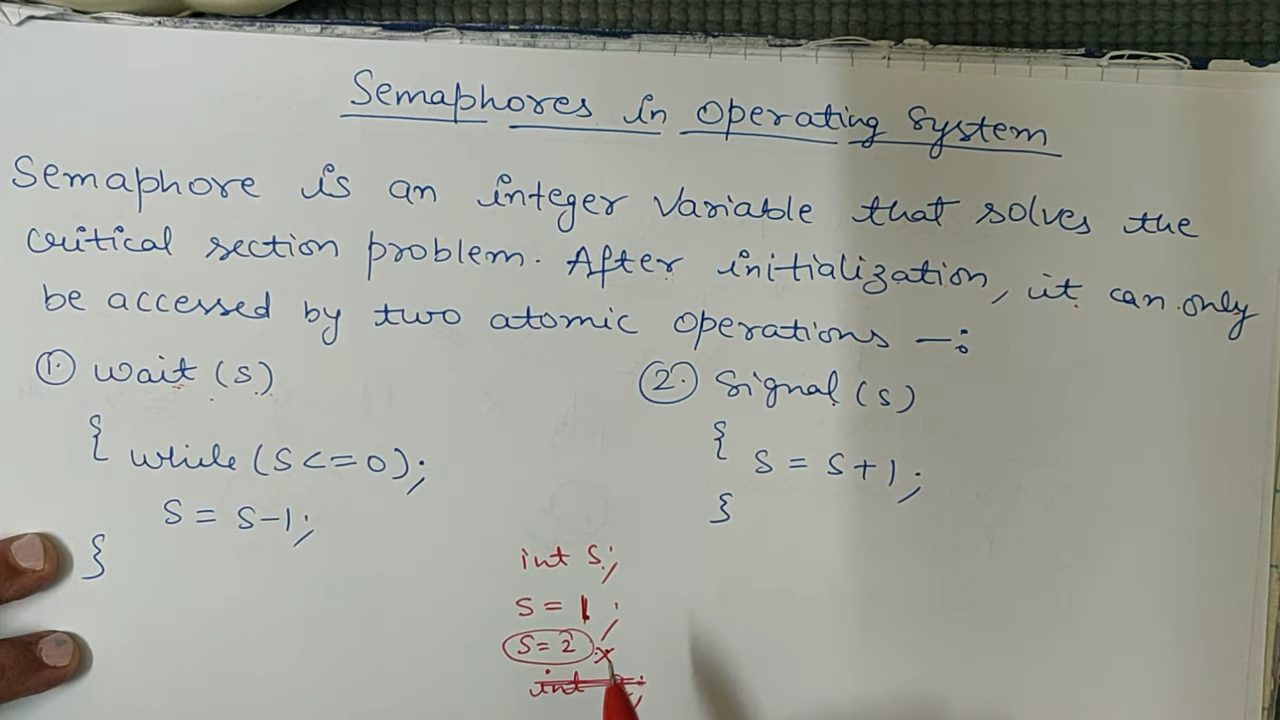 Semaphores in Operating System
Semaphore is an integer variable that solves the
critical section problem. After initialization, it can only
be accessed by two atomic operations -:
1. wait (s)
{ while (S <= 0);
S = S-1;
}
2. Signal (s)
{
S = S+1;
}
int S;
S = 1;
S = 2 ×
int